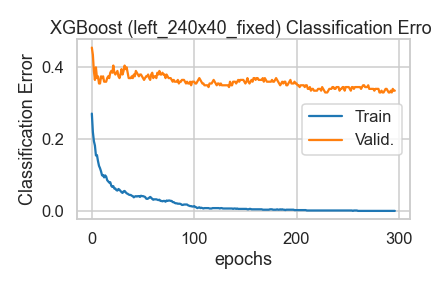 XGBoost (left_240x40_fixed) Classification Erro
Classification Error
0.4
0.2
0.0
Train
Valid.
0
100
200
300
epochs